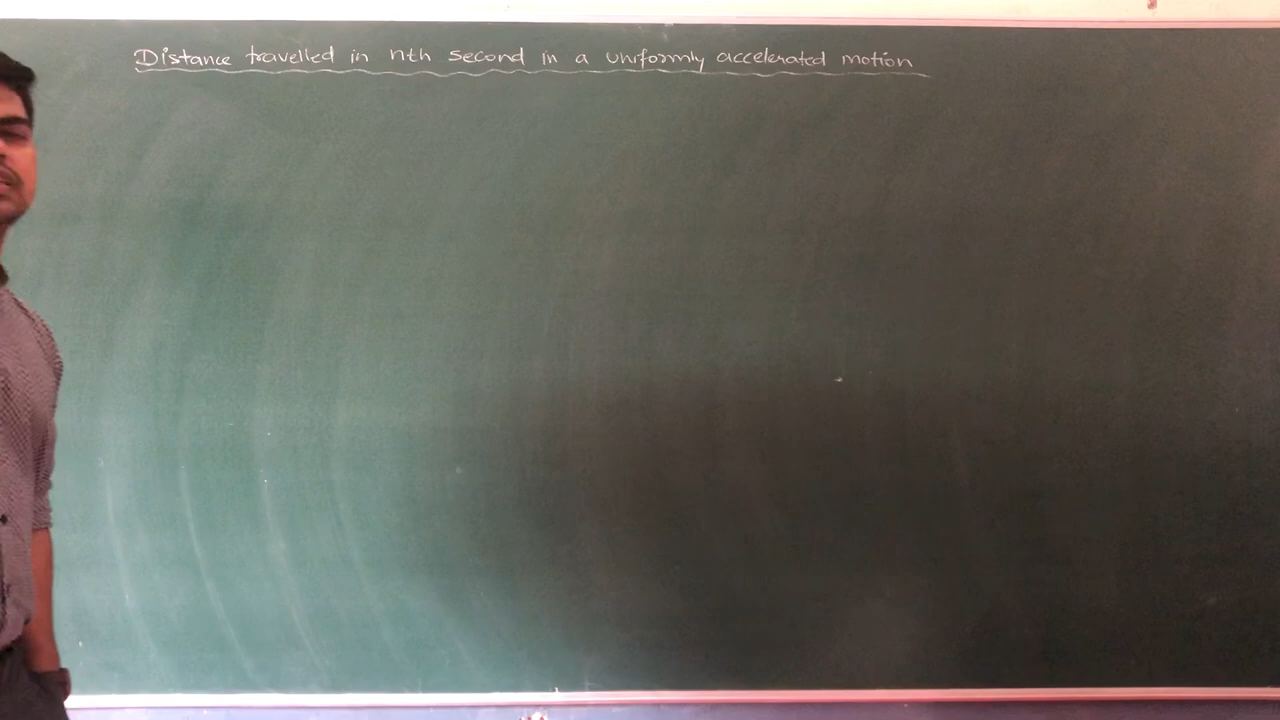 Distance travelled in nth second in a uniformly accelerated motion